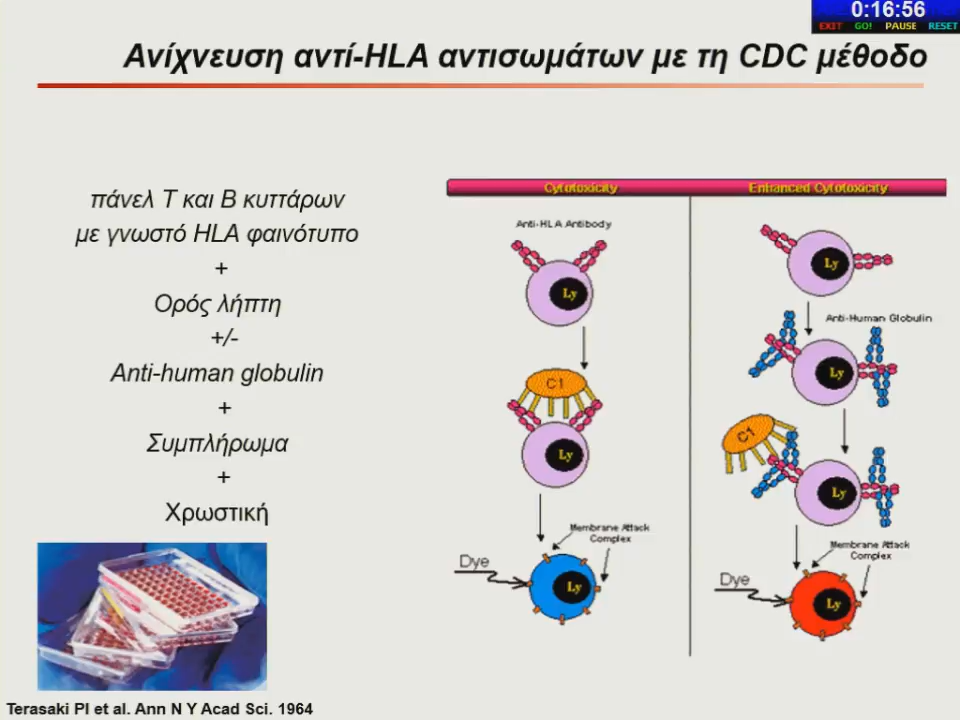 0:16:56
EXIT GO! PAUSE RESET
Ανίχνευση αντί-HLA αντισωμάτων με τη CDC μέθοδο
πάνελ Τ και Β κυττάρων
με γνωστό HLA φαινότυπο
+
Ορός λήπτη
+/-
Anti-human globulin
+
Συμπλήρωμα
+
Χρωστική
Cytotoxicity
Anti-HLA Antibody
Ly
C1
Ly
Membrane Attack
Complex
Dye
Ly
Enhanced Cytotoxicity
Ly
Anti-Human Globulin
Ly
C1
Ly
Membrane Attack
Complex
Dye
Ly
Terasaki PI et al. Ann N Y Acad Sci. 1964